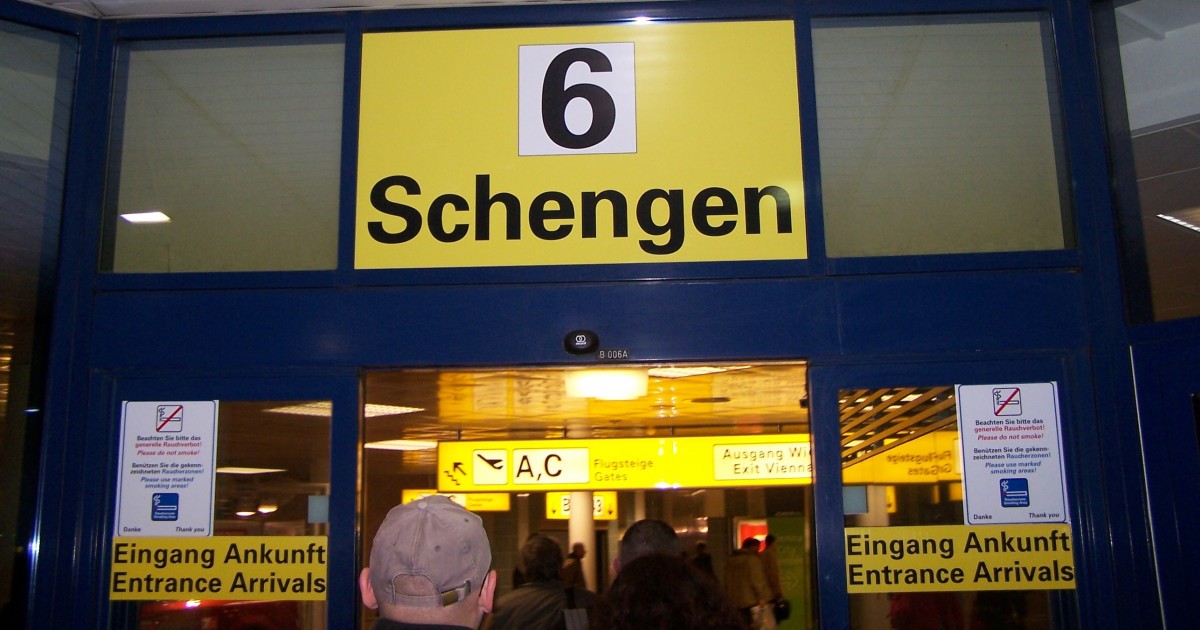 6
Schengen
B 006A
Beachten Sie bitte das
generelle Rauchverbot!
Please do not smoke!
Benützen Sie die gekenn-
zeichneten Raucherzonen!
Please use marked
smoking areas!
Danke Thank you
Eingang Ankunft
Entrance Arrivals
A,C
Flugsteige
Gates
Ausgang Wi
Exit Vienna
Beachten Sie bitte das
generelle Rauchverbot!
Please do not smoke!
Benützen Sie die gekenn-
zeichneten Raucherzonen!
Please use marked
smoking areas!
Danke Thank you
Eingang Ankunft
Entrance Arrivals